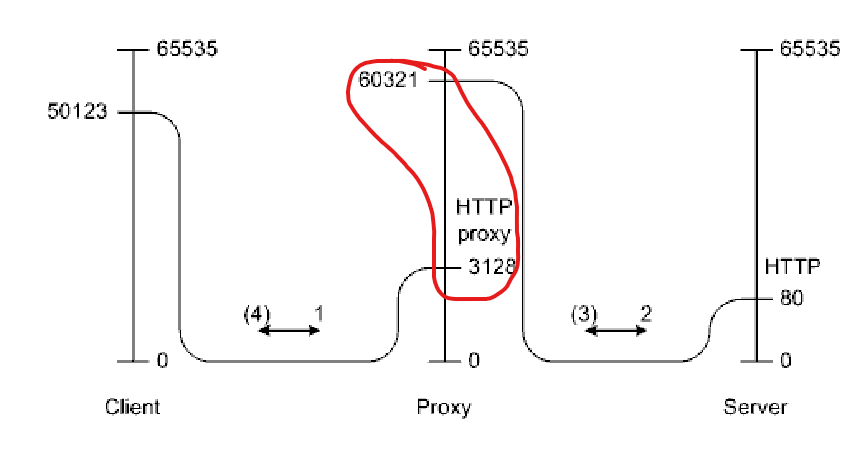 65535
65535
65535
60321
50123
HTTP
proxy
3128
HTTP
80
(4) 1
(3) 2
0
0
0
Client
Proxy
Server